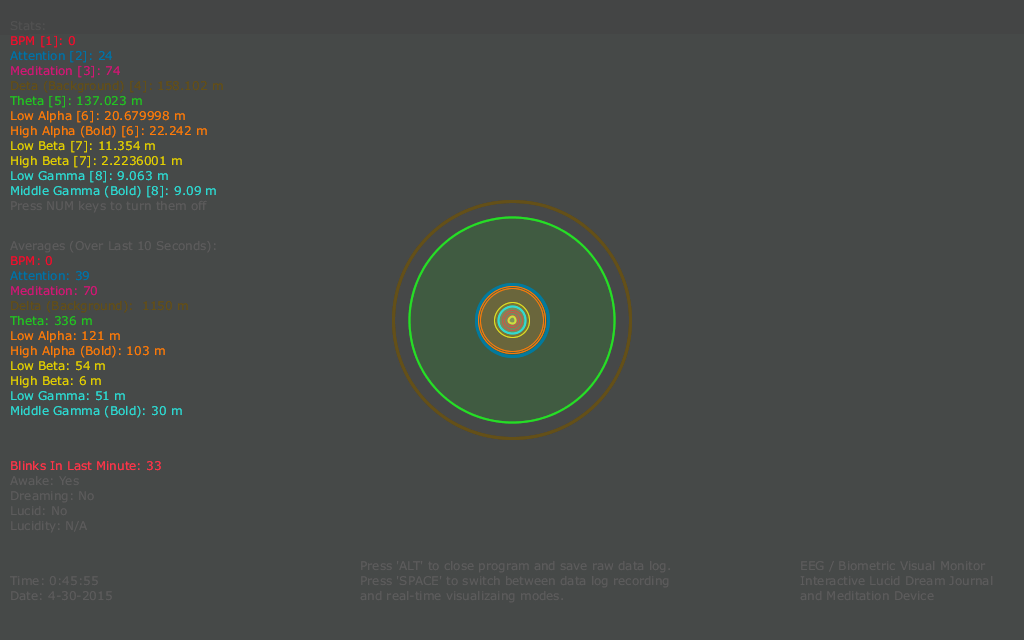 Stats:
BPM [1]: 0
Attention [2]: 24
Meditation [3]: 74
Delta (Background) [4]: m
Theta [5]: 137.023 m
Low Alpha [6]: 20.679998 m
High Alpha (Bold) [6]: 22.242 m
Low Beta [7]: 11.354 m
High Beta [7]: 2.2236001 m
Low Gamma [8]: 9.063 m
Middle Gamma (Bold) [8]: 9.09 m
Press NUM keys to turn them off
Averages (Over Last 10 Seconds):
BPM: 0
Attention: 39
Meditation: 70
Delta (Background): m
Theta: 336 m
Low Alpha: 121 m
High Alpha (Bold): 103 m
Low Beta: 54 m
High Beta: 6 m
Low Gamma: 51 m
Middle Gamma (Bold): 30 m
Blinks In Last Minute: 33
Awake: Yes
Dreaming: No
Lucid: No
Lucidity: N/A
Time: 0:45:55
Date: 4-30-2015
Press 'ALT' to close program and save raw data log.
Press 'SPACE' to switch between data log recording
and real-time visualizaing modes.
EEG / Biometric Visual Monitor
Interactive Lucid Dream Journal
and Meditation Device